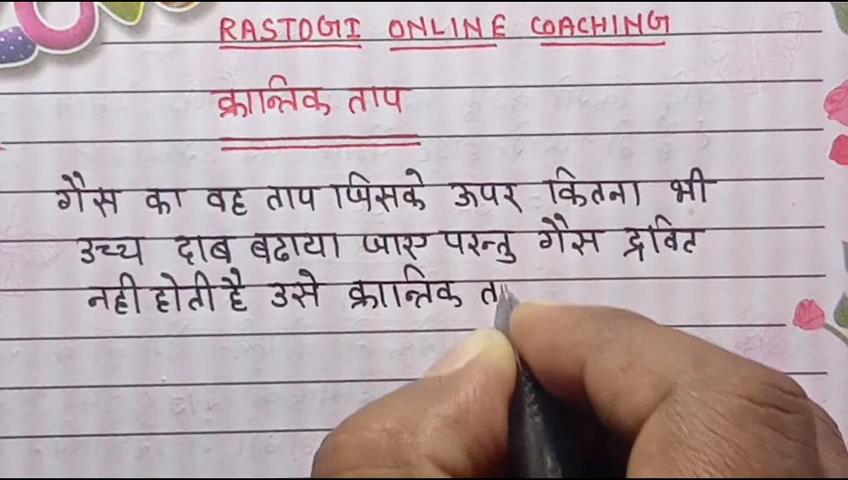 RASTOGI ONLINE COACHING
क्रान्तिक ताप
गैस का वह ताप जिसके ऊपर कितना भी
उच्च दाब बढाया जाए परन्तु गैस द्रवित
नही होती है उसे क्रान्तिक त